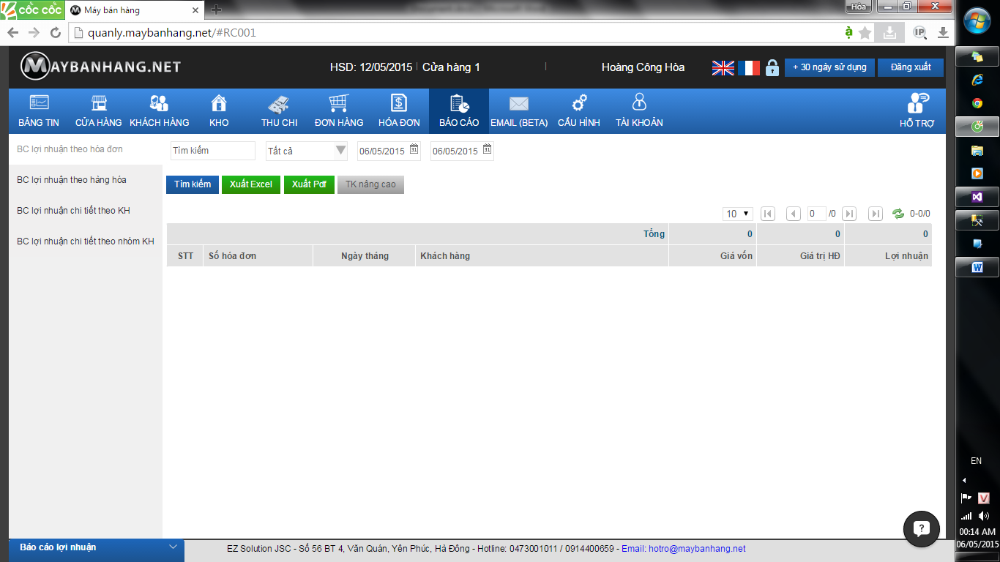 CỐC CỐC
Máy bán hàng
Hòa
quanly.maybanhang.net/#RC001
IP
MAYBANHANG.NET
HSD: 12/05/2015 | Cửa hàng 1
Hoàng Công Hòa
+ 30 ngày sử dụng
Đăng xuất
BẢNG TIN
CỬA HÀNG
KHÁCH HÀNG
KHO
THU CHI
ĐƠN HÀNG
HÓA ĐƠN
BÁO CÁO
EMAIL (BETA)
CẤU HÌNH
TÀI KHOẢN
HỖ TRỢ
BC lợi nhuận theo hóa đơn
BC lợi nhuận theo hàng hóa
BC lợi nhuận chi tiết theo KH
BC lợi nhuận chi tiết theo nhóm KH
Tìm kiếm
Tất cả
06/05/2015
06/05/2015
Tìm kiếm
Xuất Excel
Xuất Pdf
TK nâng cao
10
0 /0
0-0/0
Tổng 0 0 0
STT Số hóa đơn Ngày tháng Khách hàng Giá vốn Giá trị HĐ Lợi nhuận
Báo cáo lợi nhuận
EZ Solution JSC - Số 56 BT 4, Văn Quán, Yên Phúc, Hà Đông - Hotline: 0473001011 / 0914400659 - Email: hotro@maybanhang.net
EN
V
00:14 AM
06/05/2015